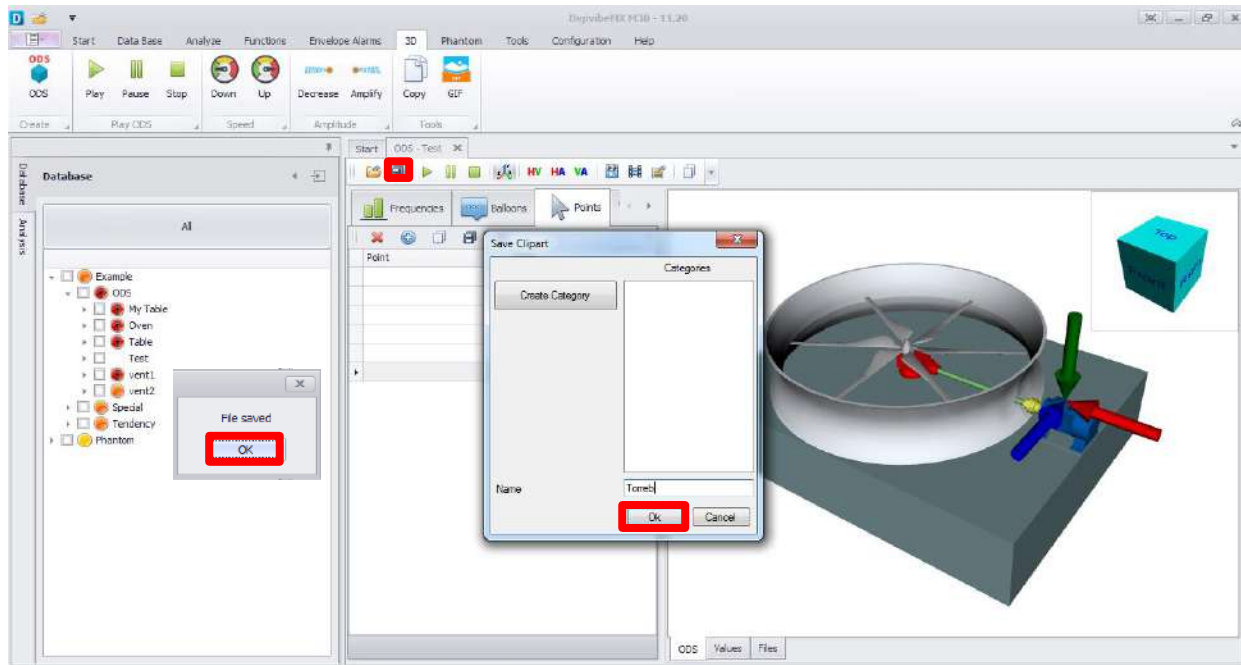 D
DigivibeMX M30 - 11.20
Start Data Base Analyze Functions Envelope Alarms 3D Phantom Tools Configuration Help
ODS
ODS Play Pause Stop Down Up Decrease Amplify Copy GIF
Create Play ODS Speed Amplitude Tools
Start ODS - Test
Database
Analysis
Database
HV HA VA
All
Frequencies Balloons Points
Point
Example
ODS
My Table
Oven
Table
Test
vent1
vent2
Special
Tendency
Phantom
File saved
OK
Save Clipart
Categories
Create Category
Name Torreb
Ok Cancel
Top
ODS Values Files